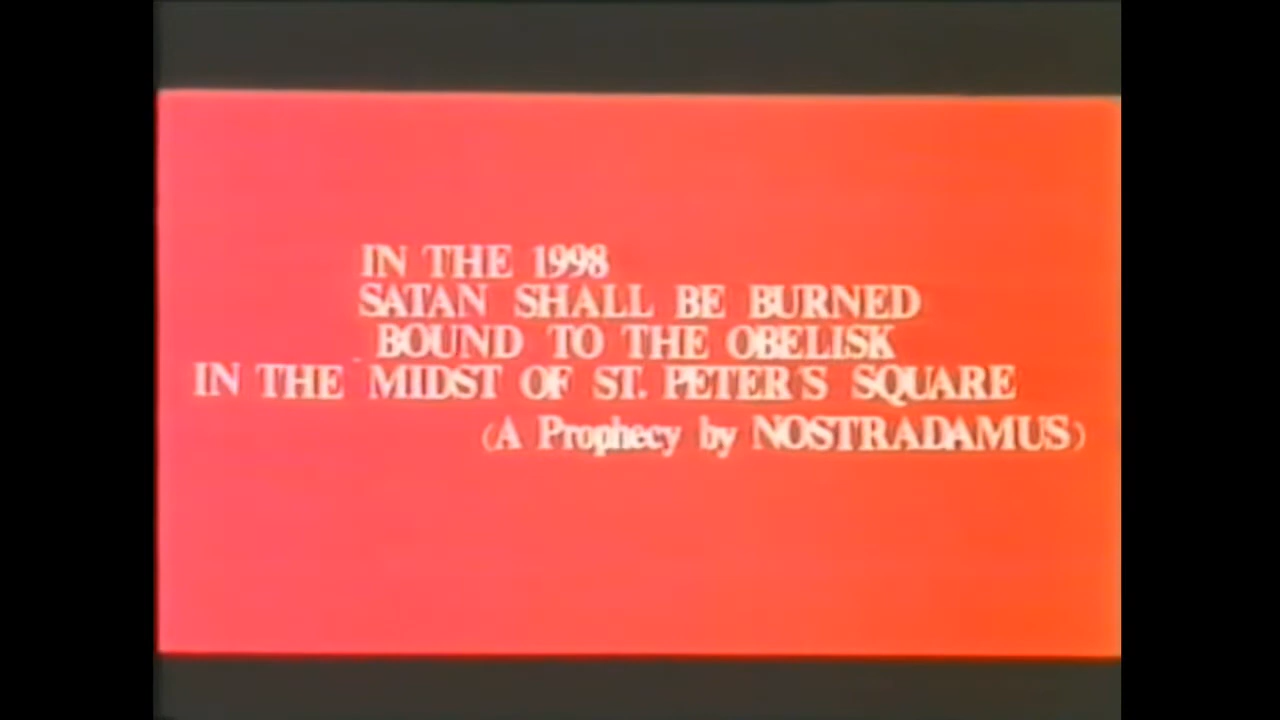 IN THE 1998
SATAN SHALL BE BURNED
BOUND TO THE OBELISK
IN THE MIDST OF ST. PETER'S SQUARE
(A Prophecy by NOSTRADAMUS)